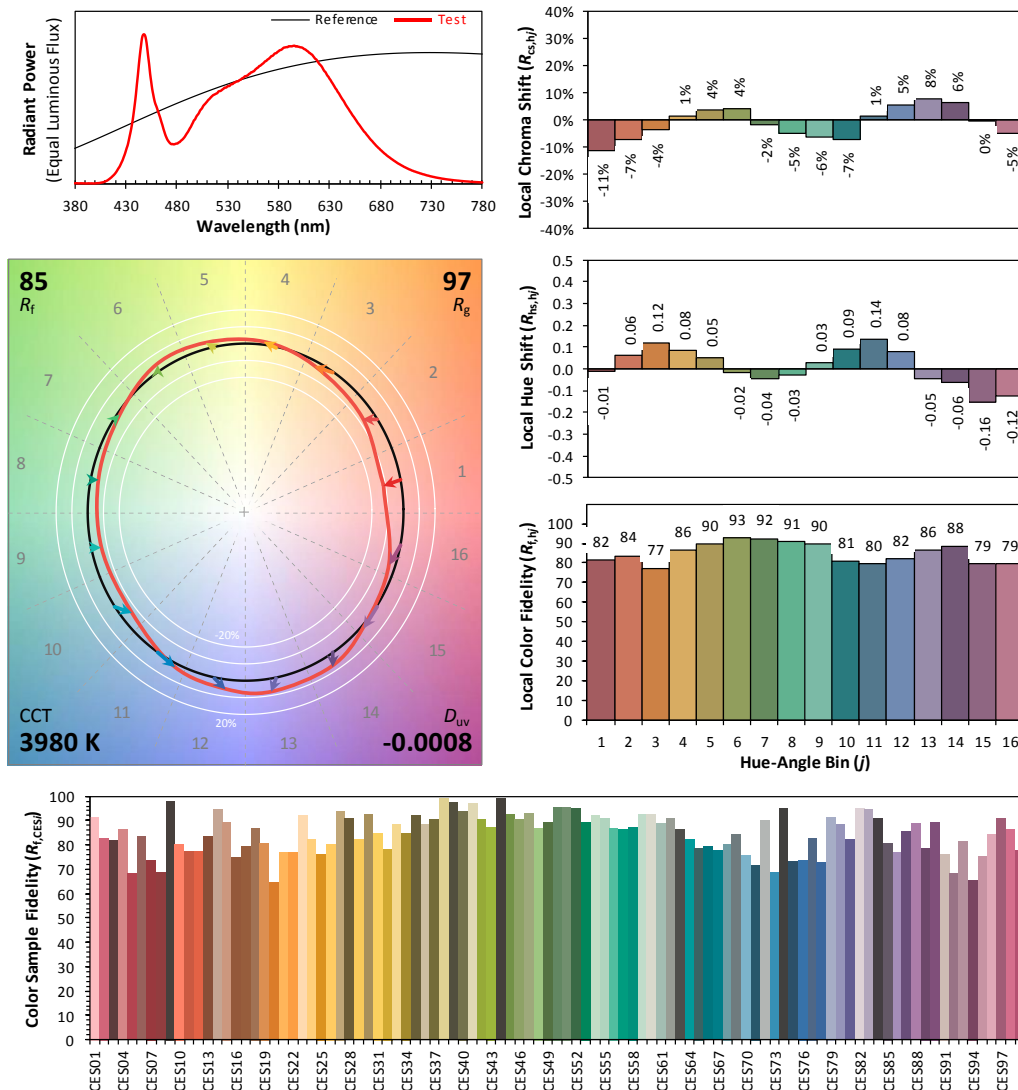 Radiant Power
(Equal Luminous Flux)
Reference
Test
380 430 480 530 580 630 680 730 780
Wavelength (nm)
Local Chroma Shift (Rcs,hj)
40%
30%
20%
10%
0%
-10%
-20%
-30%
-40%
-11% -7% -4% 1% 4% 4% -2% -5% -6% -7% 1% 5% 8% 6% 0% -5%
85
Rf
97
Rg
5 4
6 3
7 2
8 1
9 16
10 15
11 14
12 13
-20%
20%
CCT
3980 K
Duv
-0.0008
Local Hue Shift (Rhs,hj)
0.5
0.4
0.3
0.2
0.1
0.0
-0.1
-0.2
-0.3
-0.4
-0.5
-0.01 0.06 0.12 0.08 0.05 -0.02 -0.04 -0.03 0.03 0.09 0.14 0.08 -0.05 -0.06 -0.16 -0.12
Local Color Fidelity (Rf,hj)
100
90
80
70
60
50
40
30
20
10
0
82 84 77 86 90 93 92 91 90 81 80 82 86 88 79 79
1 2 3 4 5 6 7 8 9 10 11 12 13 14 15 16
Hue-Angle Bin (j)
Color Sample Fidelity (Rf,CESi)
100
90
80
70
60
50
40
30
20
10
0
CES01 CES04 CES07 CES10 CES13 CES16 CES19 CES22 CES25 CES28 CES31 CES34 CES37 CES40 CES43 CES46 CES49 CES52 CES55 CES58 CES61 CES64 CES67 CES70 CES73 CES76 CES79 CES82 CES85 CES88 CES91 CES94 CES97